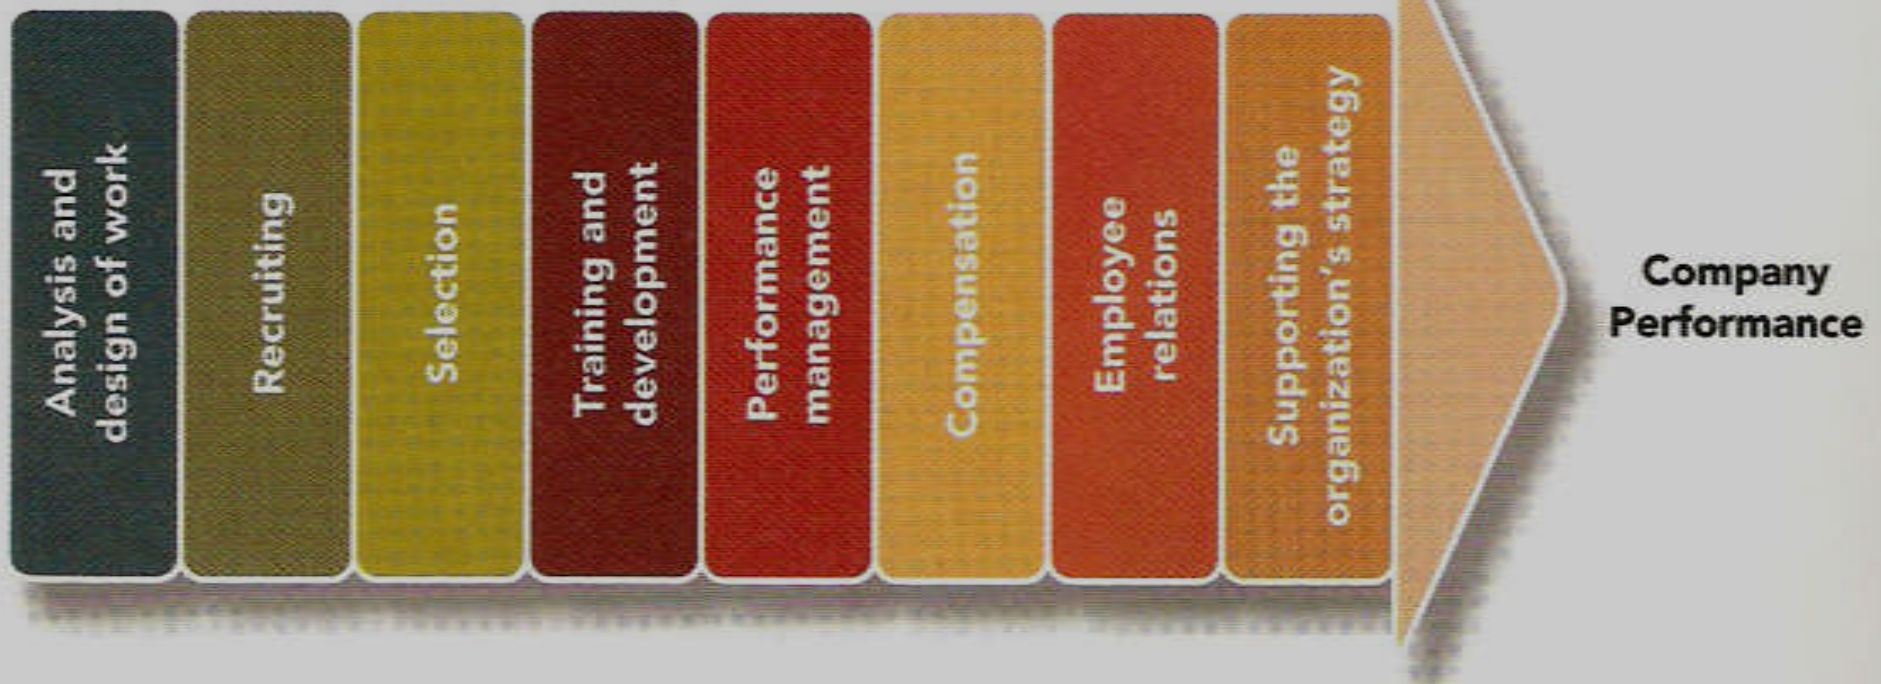 Analysis and
design of work
Recruiting
Selection
Training and
development
Performance
management
Compensation
Employee
relations
Supporting the
organization's strategy
Company
Performance